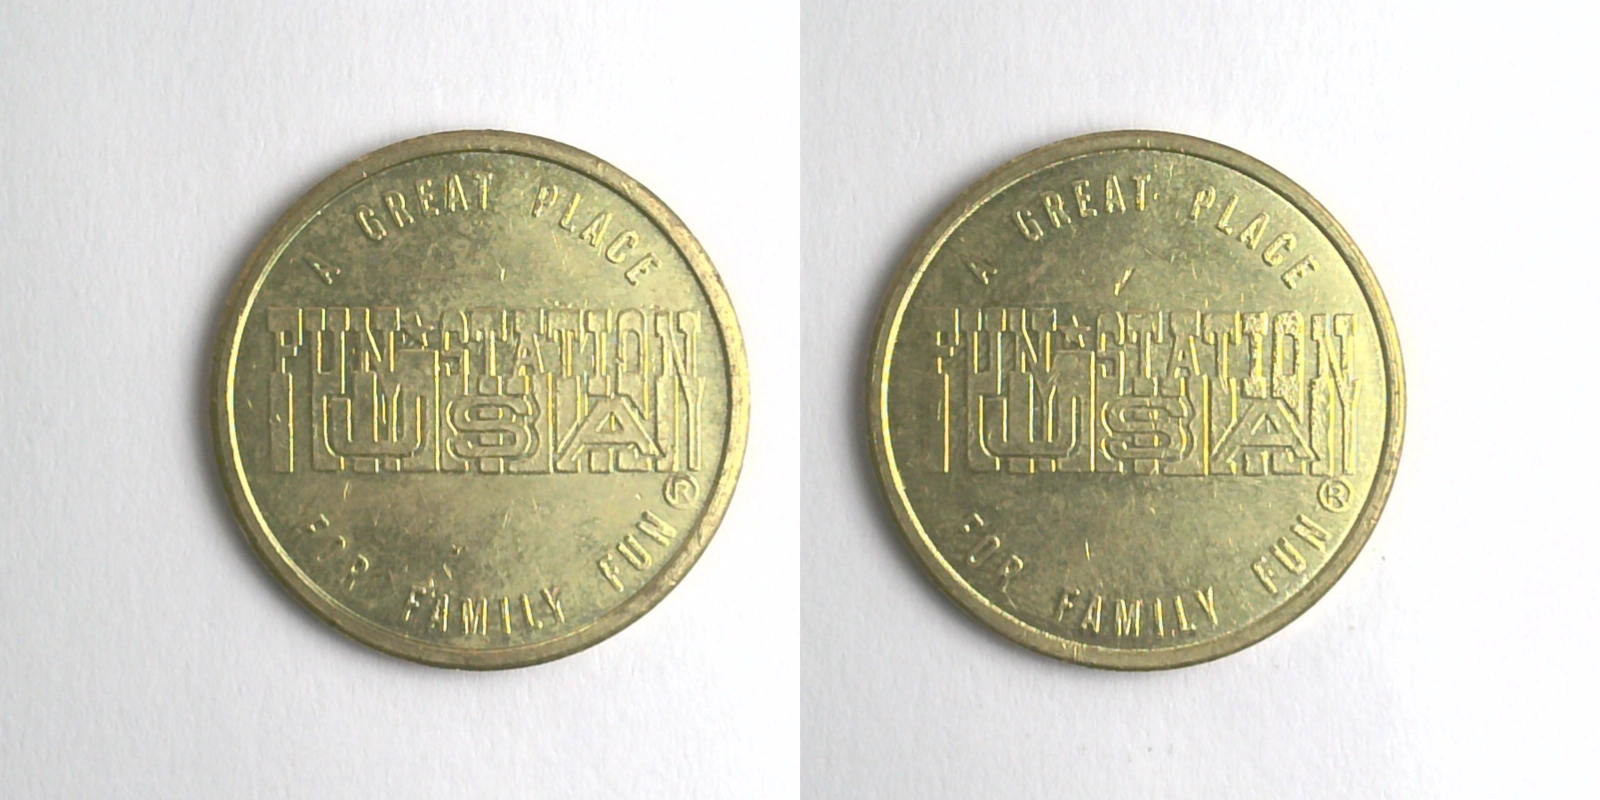 A GREAT PLACE
FUN★STATION
USA®
FOR FAMILY FUN
A GREAT PLACE
FUN★STATION
USA®
FOR FAMILY FUN